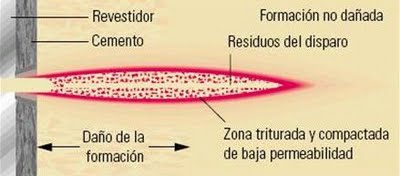 Revestidor
Formación no dañada
Cemento
Residuos del disparo
Daño de la
formación
Zona triturada y compactada
de baja permeabilidad